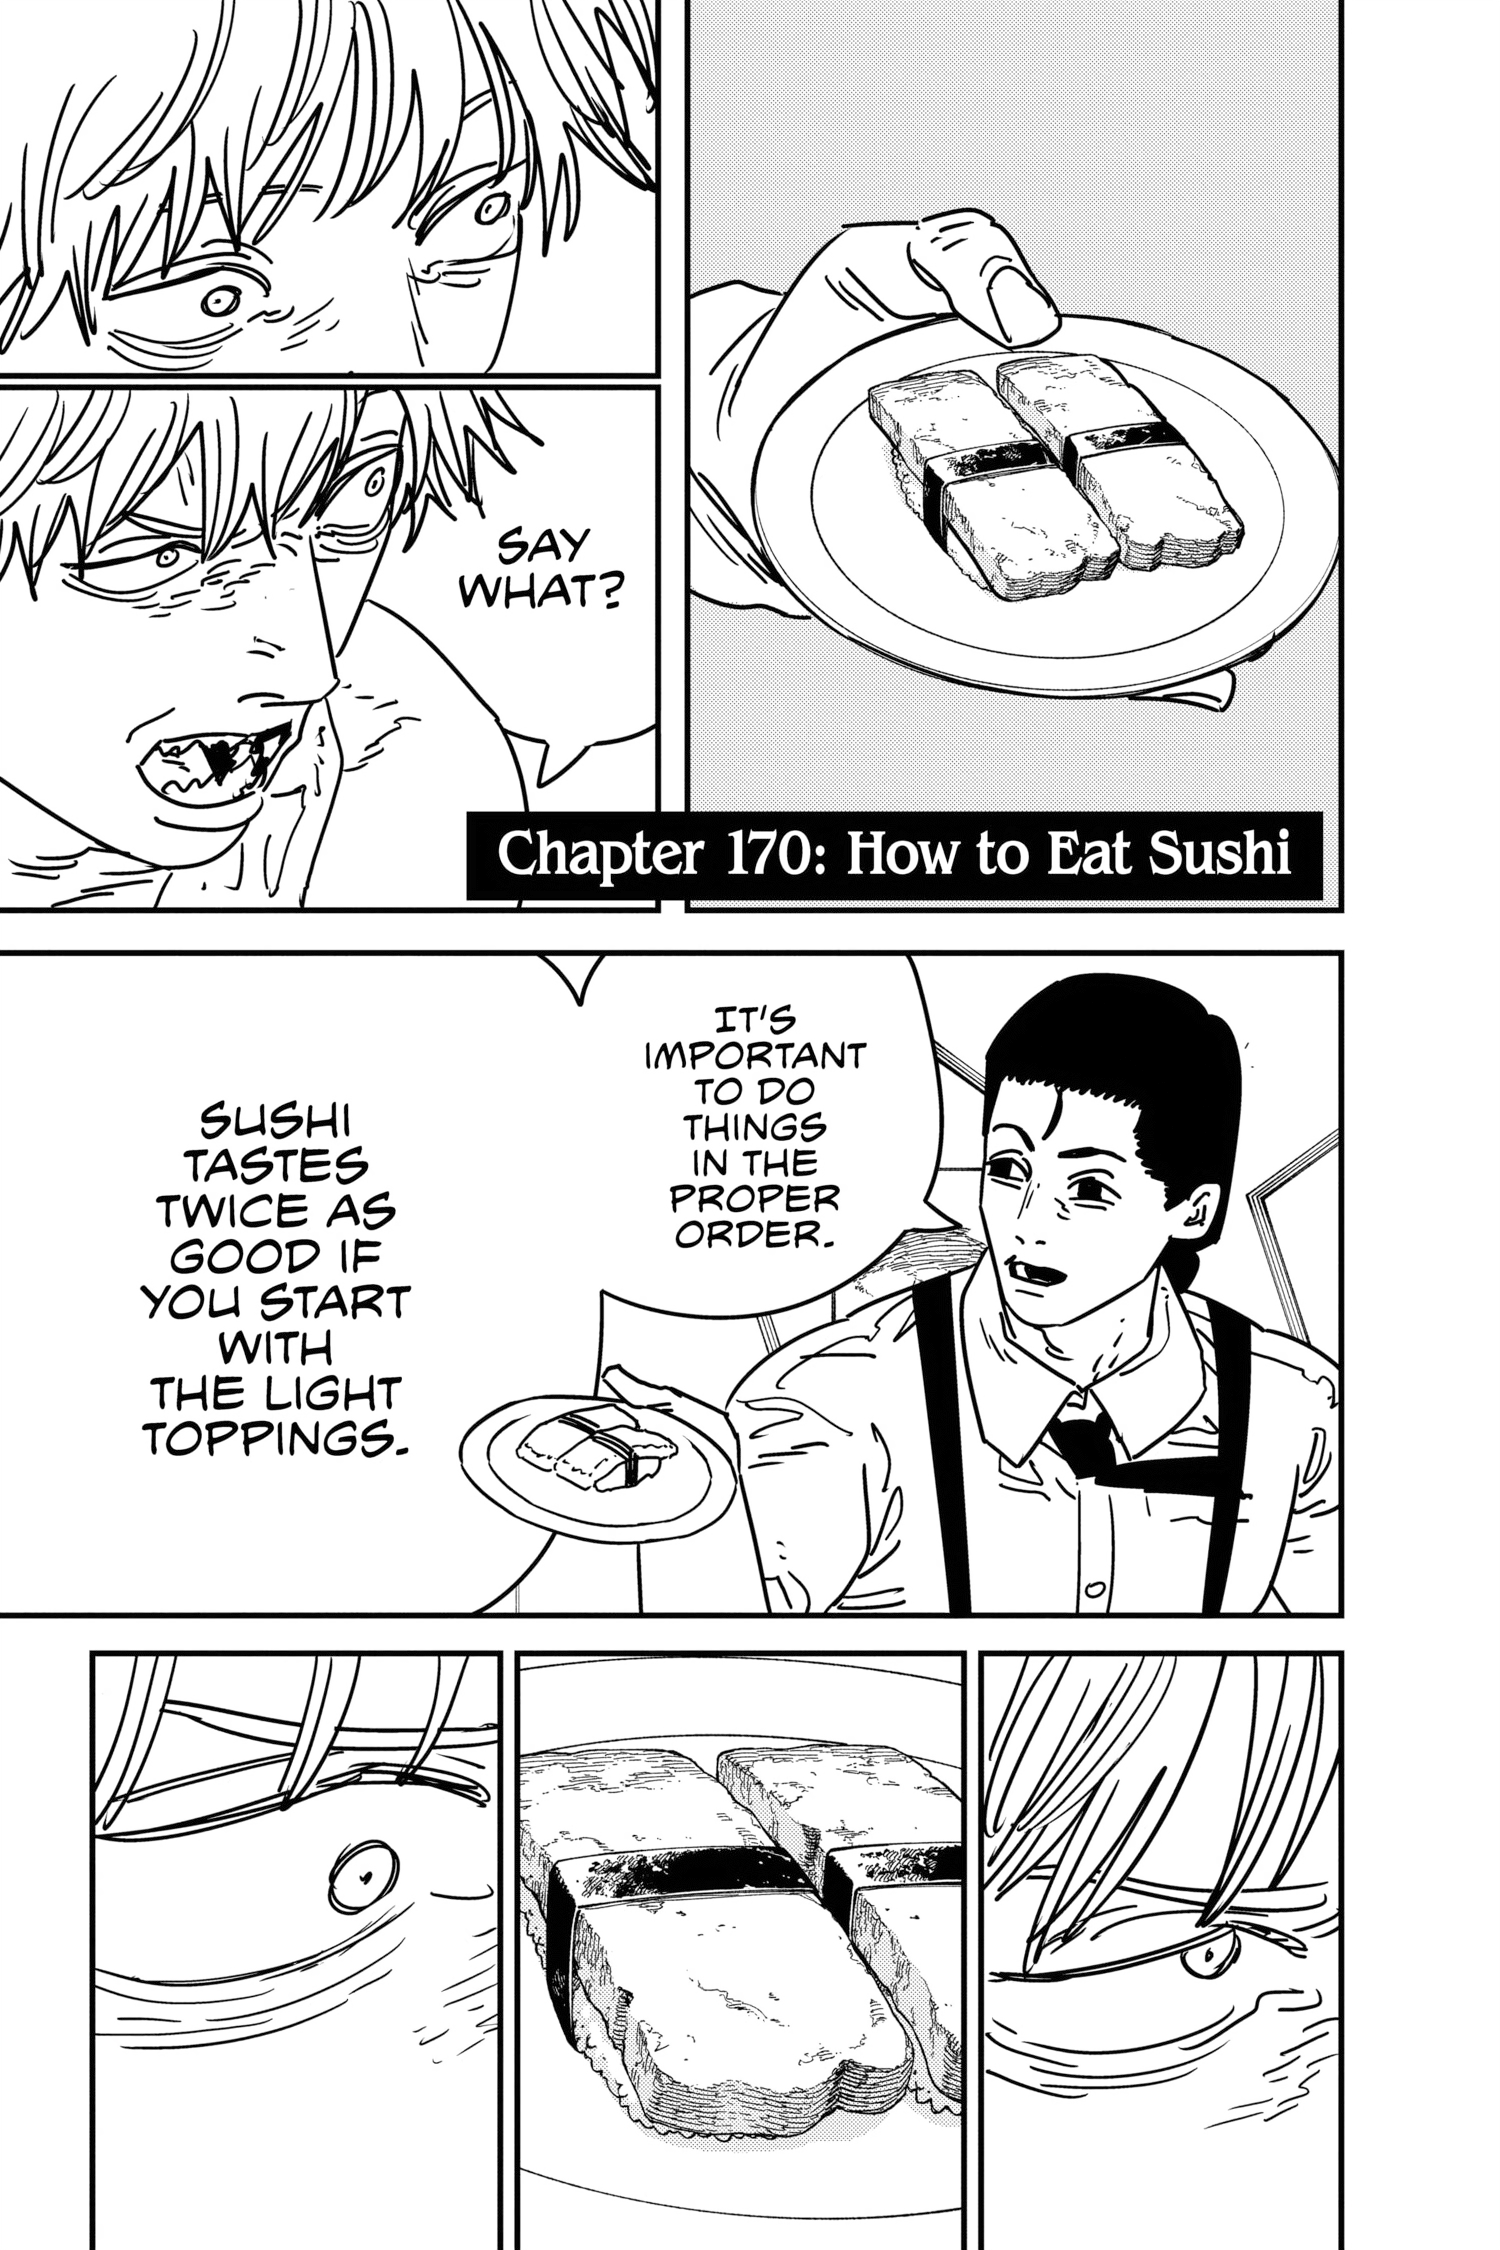 Chapter 170: How to Eat Sushi
SAY
WHAT?
IT'S
IMPORTANT
TO DO
THINGS
IN THE
PROPER
ORDER.
SUSHI
TASTES
TWICE AS
GOOD IF
YOU START
WITH
THE LIGHT
TOPPINGS.